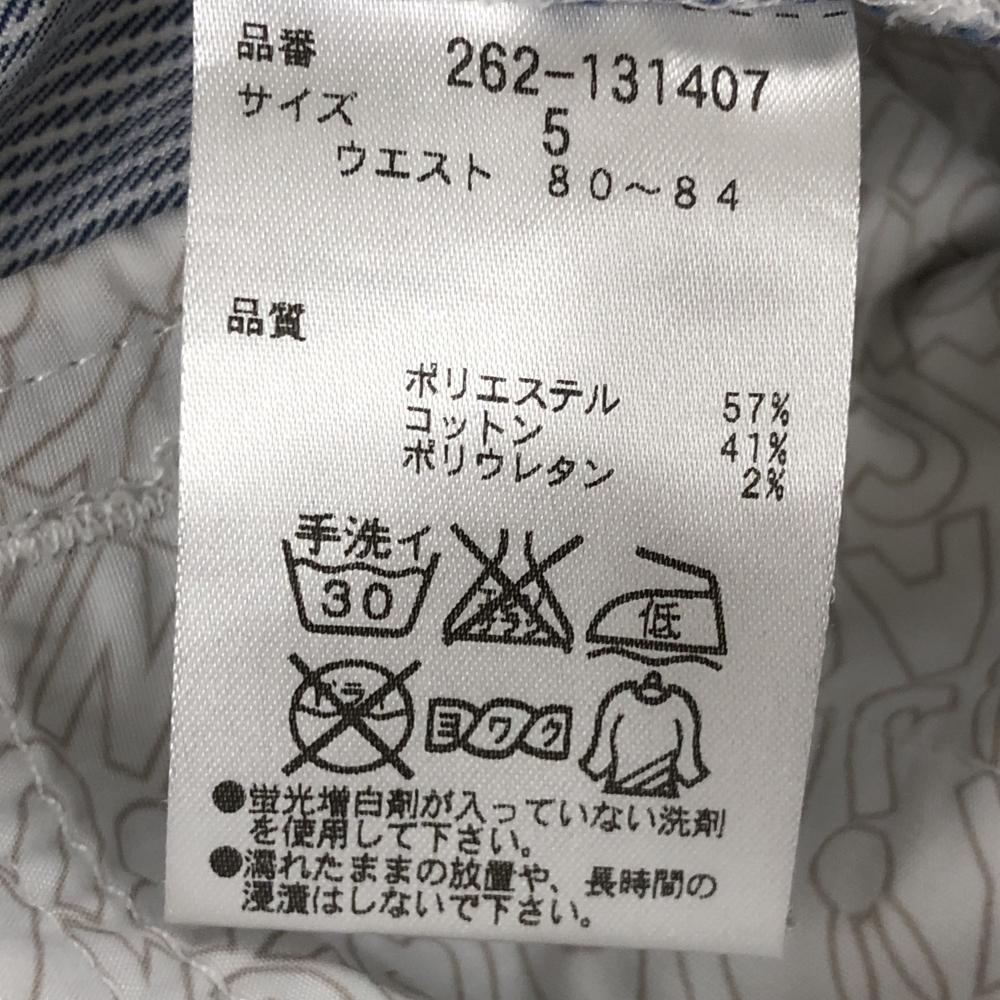 品番 262-131407
サイズ 5
ウエスト 80～84
品質
ポリエステル 57%
コットン 41%
ポリウレタン 2%
手洗イ
30
低
ドライ
ヨワク
●蛍光増白剤が入っていない洗剤
を使用して下さい。
●濡れたままの放置や、長時間の
浸漬はしないで下さい。